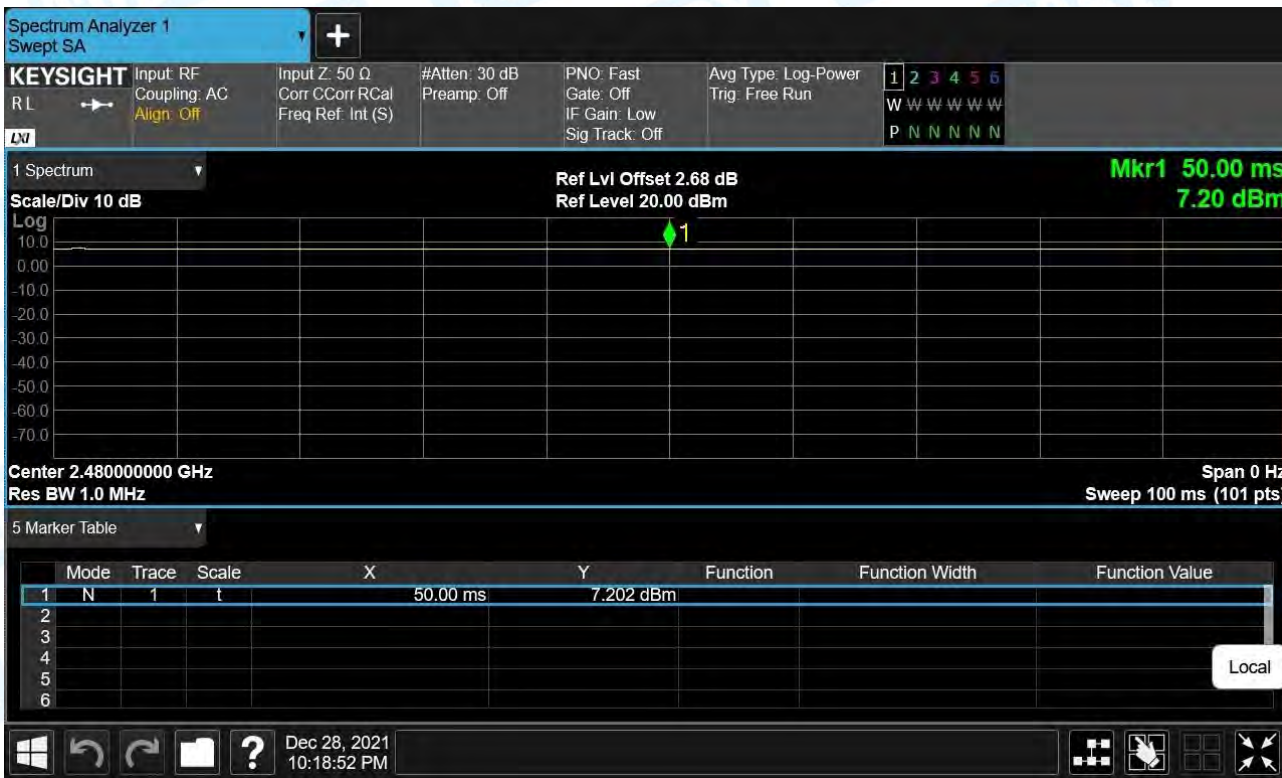 Spectrum Analyzer 1
Swept SA
+
KEYSIGHT
R L
LXI
Input: RF
Coupling: AC
Align: Off
Input Z: 50 Ω
Corr CCorr RCal
Freq Ref: Int (S)
#Atten: 30 dB
Preamp: Off
PNO: Fast
Gate: Off
IF Gain: Low
Sig Track: Off
Avg Type: Log-Power
Trig: Free Run
1 2 3 4 5 6
W W W W W W
P N N N N N
1 Spectrum
Scale/Div 10 dB
Ref Lvl Offset 2.68 dB
Ref Level 20.00 dBm
Mkr1 50.00 ms
7.20 dBm
Log
10.0
0.00
-10.0
-20.0
-30.0
-40.0
-50.0
-60.0
-70.0
1
Center 2.480000000 GHz
Res BW 1.0 MHz
Span 0 Hz
Sweep 100 ms (101 pts)
5 Marker Table
Mode Trace Scale X Y Function Function Width Function Value
1 N 1 t 50.00 ms 7.202 dBm
2
3
4
5
6
Local
?
Dec 28, 2021
10:18:52 PM